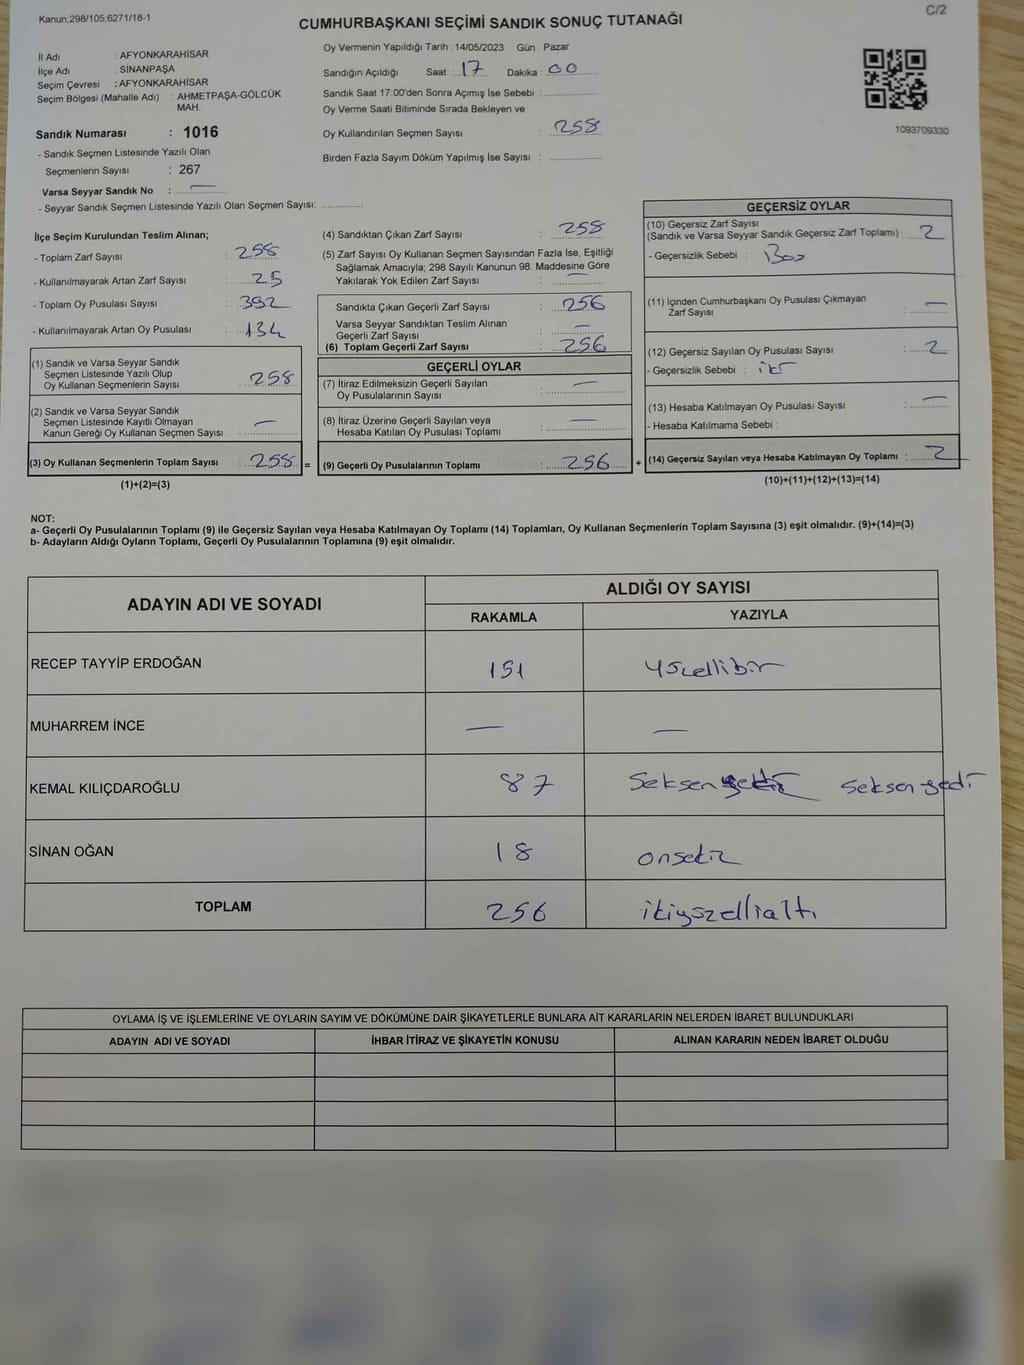 Kanun,298/105,6271/18-1
C/2
CUMHURBAŞKANI SEÇİMİ SANDIK SONUÇ TUTANAĞI
İl Adı : AFYONKARAHİSAR
İlçe Adı : SİNANPAŞA
Seçim Çevresi : AFYONKARAHİSAR
Seçim Bölgesi (Mahalle Adı) : AHMETPAŞA-GÖLCÜK MAH.
Sandık Numarası : 1016
- Sandık Seçmen Listesinde Yazılı Olan
Seçmenlerin Sayısı : 267
Varsa Seyyar Sandık No : —
- Seyyar Sandık Seçmen Listesinde Yazılı Olan Seçmen Sayısı:
Oy Vermenin Yapıldığı Tarih : 14/05/2023 Gün : Pazar
Sandığın Açıldığı Saat : 17 Dakika : 00
Sandık Saat 17:00'den Sonra Açımış İse Sebebi :
Oy Verme Saati Bitiminde Sırada Bekleyen ve
Oy Kullandırılan Seçmen Sayısı : 258
Birden Fazla Sayım Döküm Yapılmış İse Sayısı :
1093709330
İlçe Seçim Kurulundan Teslim Alınan;
- Toplam Zarf Sayısı : 258
- Kullanılmayarak Artan Zarf Sayısı : 25
- Toplam Oy Pusulası Sayısı : 392
- Kullanılmayarak Artan Oy Pusulası : 134
(1) Sandık ve Varsa Seyyar Sandık
Seçmen Listesinde Yazılı Olup
Oy Kullanan Seçmenlerin Sayısı : 258
(2) Sandık ve Varsa Seyyar Sandık
Seçmen Listesinde Kayıtlı Olmayan
Kanun Gereği Oy Kullanan Seçmen Sayısı : —
(3) Oy Kullanan Seçmenlerin Toplam Sayısı : 258 =
(1)+(2)=(3)
(4) Sandıktan Çıkan Zarf Sayısı : 258
(5) Zarf Sayısı Oy Kullanan Seçmen Sayısından Fazla İse, Eşitliği
Sağlamak Amacıyla; 298 Sayılı Kanunun 98. Maddesine Göre
Yakılarak Yok Edilen Zarf Sayısı : —
Sandıkta Çıkan Geçerli Zarf Sayısı : 256
Varsa Seyyar Sandıktan Teslim Alınan
Geçerli Zarf Sayısı : —
(6) Toplam Geçerli Zarf Sayısı : 256
GEÇERLİ OYLAR
(7) İtiraz Edilmeksizin Geçerli Sayılan
Oy Pusulalarının Sayısı : —
(8) İtiraz Üzerine Geçerli Sayılan veya
Hesaba Katılan Oy Pusulası Toplamı : —
(9) Geçerli Oy Pusulalarının Toplamı : 256 +
GEÇERSİZ OYLAR
(10) Geçersiz Zarf Sayısı
(Sandık ve Varsa Seyyar Sandık Geçersiz Zarf Toplamı) : 2
- Geçersizlik Sebebi :
(11) İçinden Cumhurbaşkanı Oy Pusulası Çıkmayan
Zarf Sayısı : —
(12) Geçersiz Sayılan Oy Pusulası Sayısı : 2
- Geçersizlik Sebebi :
(13) Hesaba Katılmayan Oy Pusulası Sayısı : —
- Hesaba Katılmama Sebebi :
(14) Geçersiz Sayılan veya Hesaba Katılmayan Oy Toplamı : 2
(10)+(11)+(12)+(13)=(14)
NOT:
a- Geçerli Oy Pusulalarının Toplamı (9) ile Geçersiz Sayılan veya Hesaba Katılmayan Oy Toplamı (14) Toplamları, Oy Kullanan Seçmenlerin Toplam Sayısına (3) eşit olmalıdır. (9)+(14)=(3)
b- Adayların Aldığı Oyların Toplamı, Geçerli Oy Pusulalarının Toplamına (9) eşit olmalıdır.
ADAYIN ADI VE SOYADI ALDIĞI OY SAYISI
RAKAMLA YAZIYLA
RECEP TAYYİP ERDOĞAN 151 yüzellibir
MUHARREM İNCE — —
KEMAL KILIÇDAROĞLU 87 Seksen seksen yedi
SİNAN OĞAN 18 onsekiz
TOPLAM 256 ikiyüzellialtı
OYLAMA İŞ VE İŞLEMLERİNE VE OYLARIN SAYIM VE DÖKÜMÜNE DAİR ŞİKAYETLERLE BUNLARA AİT KARARLARIN NELERDEN İBARET BULUNDUKLARI
ADAYIN ADI VE SOYADI İHBAR İTİRAZ VE ŞİKAYETİN KONUSU ALINAN KARARIN NEDEN İBARET OLDUĞU